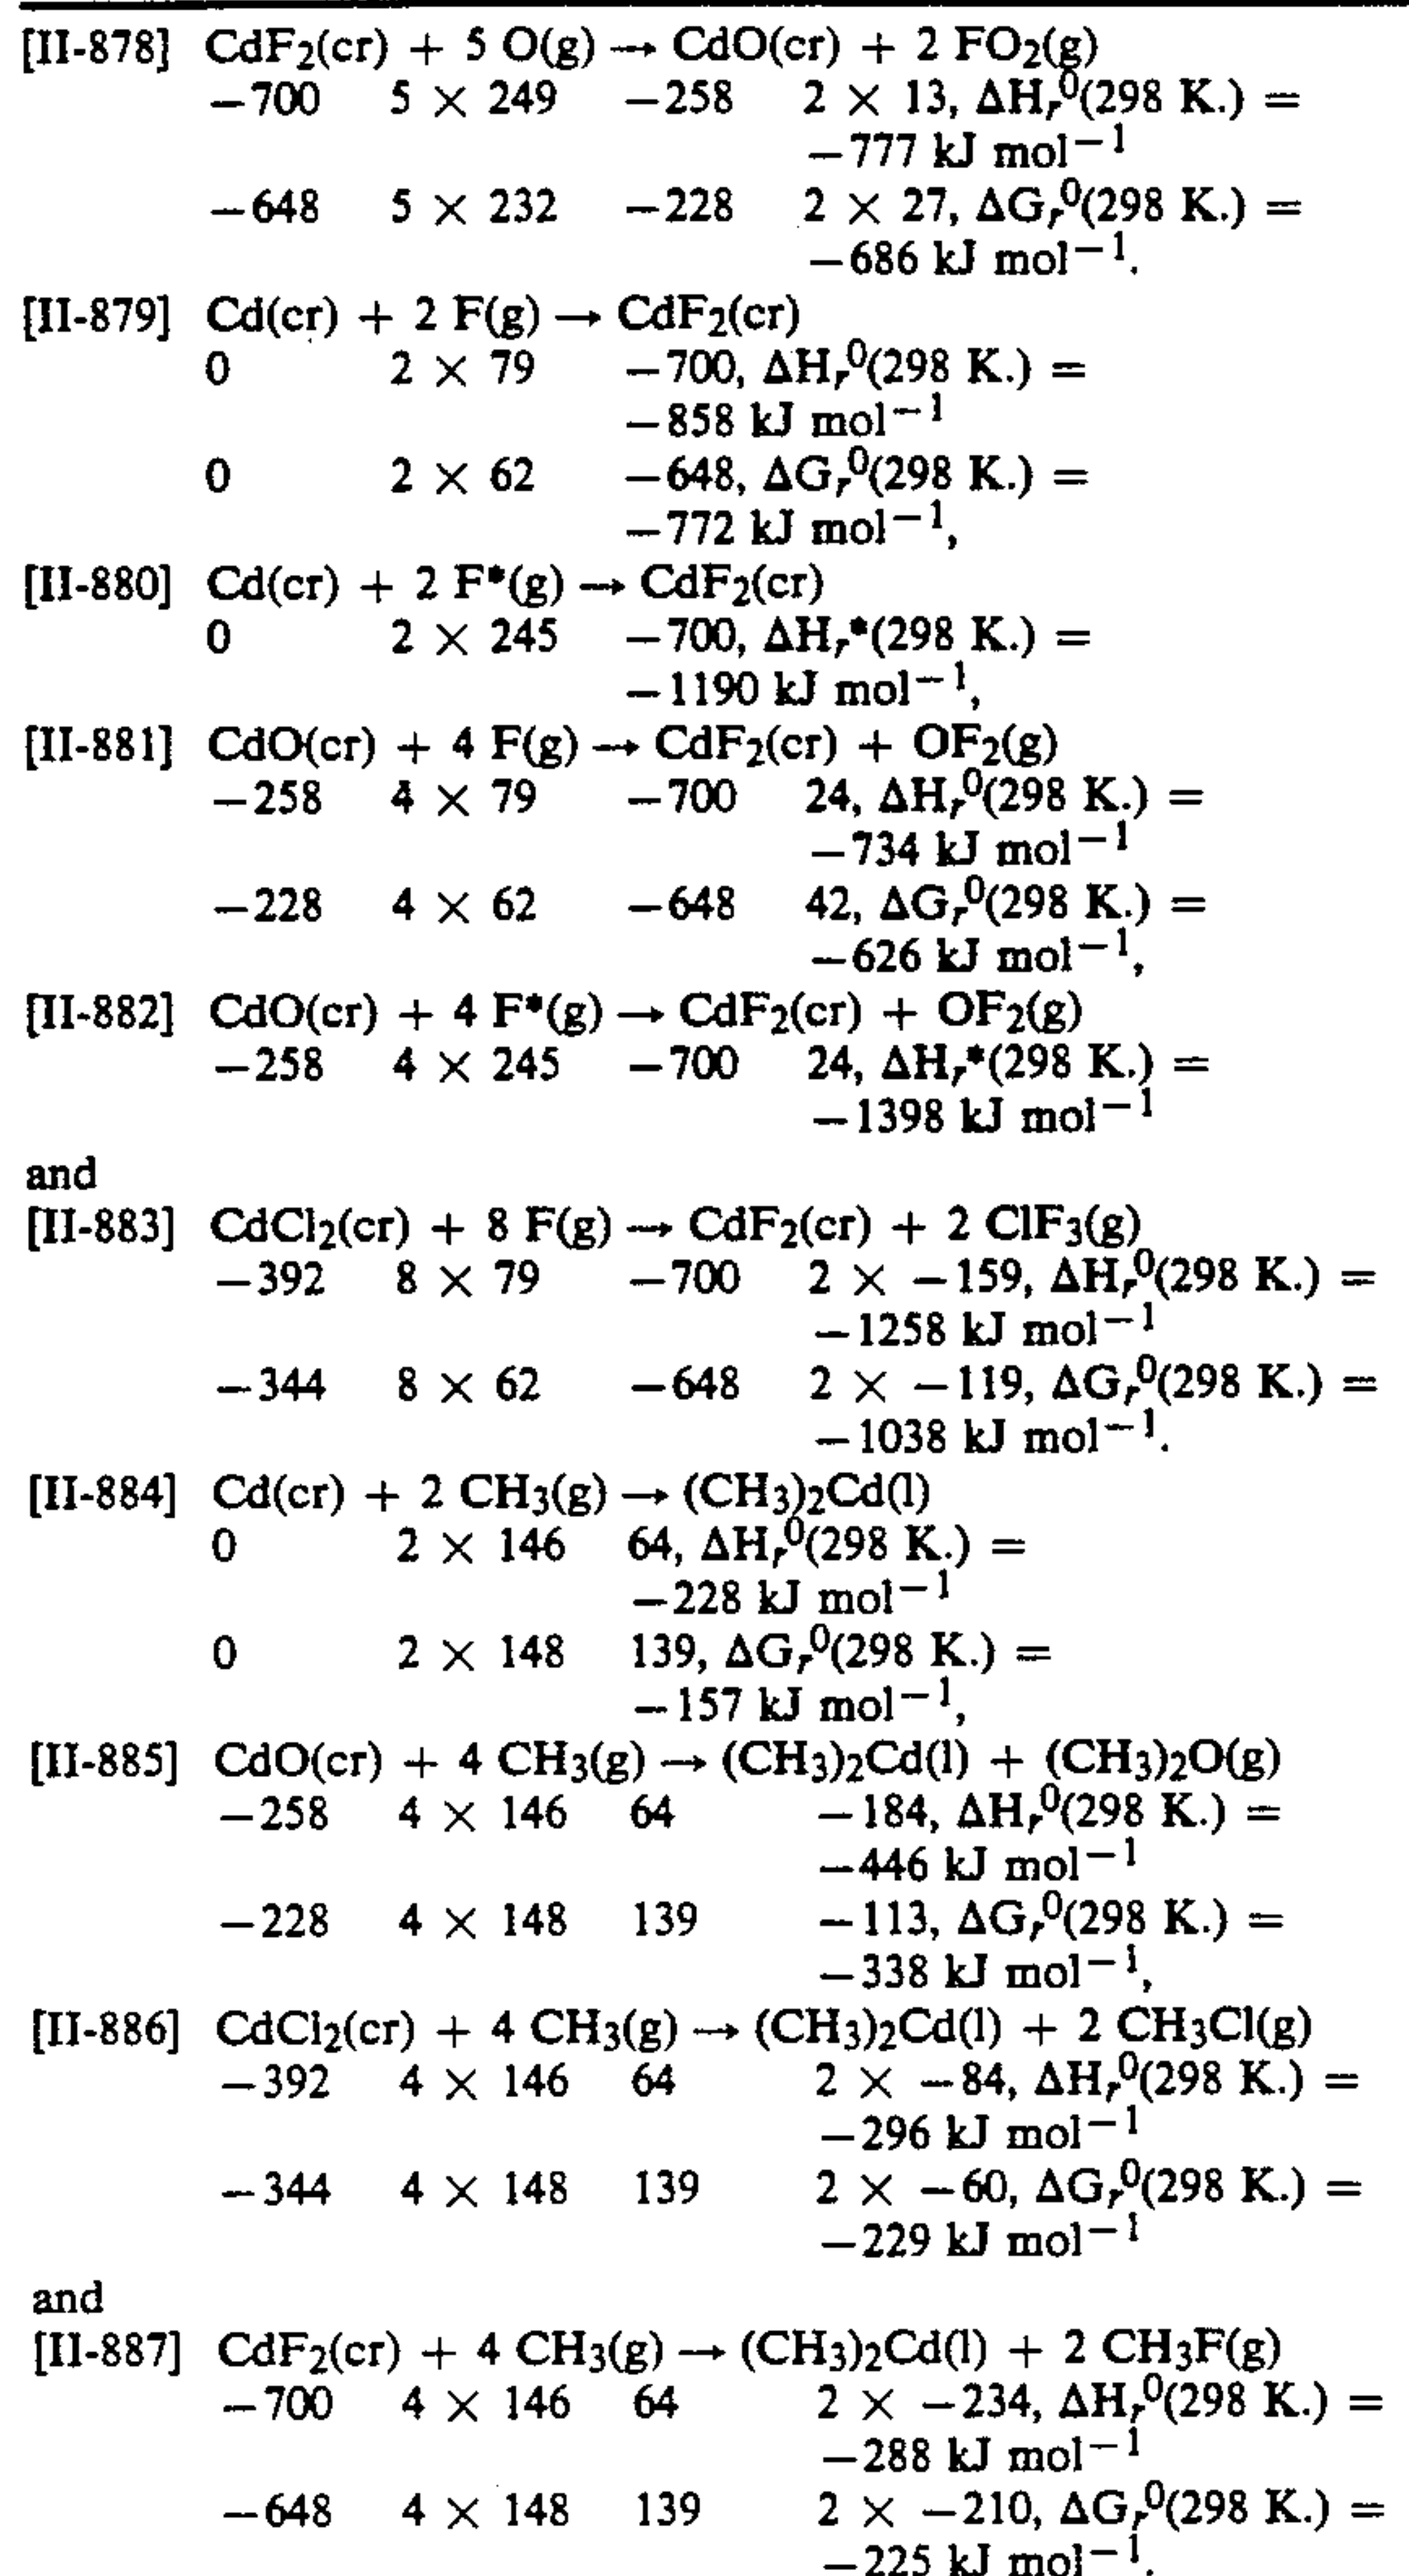 [II-878] CdF₂(cr) + 5 O(g) → CdO(cr) + 2 FO₂(g)
−700 5 × 249 −258 2 × 13, ΔHᵣ⁰(298 K.) =
−777 kJ mol⁻¹
−648 5 × 232 −228 2 × 27, ΔGᵣ⁰(298 K.) =
−686 kJ mol⁻¹.
[II-879] Cd(cr) + 2 F(g) → CdF₂(cr)
0 2 × 79 −700, ΔHᵣ⁰(298 K.) =
−858 kJ mol⁻¹
0 2 × 62 −648, ΔGᵣ⁰(298 K.) =
−772 kJ mol⁻¹,
[II-880] Cd(cr) + 2 F*(g) → CdF₂(cr)
0 2 × 245 −700, ΔHᵣ*(298 K.) =
−1190 kJ mol⁻¹,
[II-881] CdO(cr) + 4 F(g) → CdF₂(cr) + OF₂(g)
−258 4 × 79 −700 24, ΔHᵣ⁰(298 K.) =
−734 kJ mol⁻¹
−228 4 × 62 −648 42, ΔGᵣ⁰(298 K.) =
−626 kJ mol⁻¹,
[II-882] CdO(cr) + 4 F*(g) → CdF₂(cr) + OF₂(g)
−258 4 × 245 −700 24, ΔHᵣ*(298 K.) =
−1398 kJ mol⁻¹
and
[II-883] CdCl₂(cr) + 8 F(g) → CdF₂(cr) + 2 ClF₃(g)
−392 8 × 79 −700 2 × −159, ΔHᵣ⁰(298 K.) =
−1258 kJ mol⁻¹
−344 8 × 62 −648 2 × −119, ΔGᵣ⁰(298 K.) =
−1038 kJ mol⁻¹.
[II-884] Cd(cr) + 2 CH₃(g) → (CH₃)₂Cd(l)
0 2 × 146 64, ΔHᵣ⁰(298 K.) =
−228 kJ mol⁻¹
0 2 × 148 139, ΔGᵣ⁰(298 K.) =
−157 kJ mol⁻¹,
[II-885] CdO(cr) + 4 CH₃(g) → (CH₃)₂Cd(l) + (CH₃)₂O(g)
−258 4 × 146 64 −184, ΔHᵣ⁰(298 K.) =
−446 kJ mol⁻¹
−228 4 × 148 139 −113, ΔGᵣ⁰(298 K.) =
−338 kJ mol⁻¹,
[II-886] CdCl₂(cr) + 4 CH₃(g) → (CH₃)₂Cd(l) + 2 CH₃Cl(g)
−392 4 × 146 64 2 × −84, ΔHᵣ⁰(298 K.) =
−296 kJ mol⁻¹
−344 4 × 148 139 2 × −60, ΔGᵣ⁰(298 K.) =
−229 kJ mol⁻¹
and
[II-887] CdF₂(cr) + 4 CH₃(g) → (CH₃)₂Cd(l) + 2 CH₃F(g)
−700 4 × 146 64 2 × −234, ΔHᵣ⁰(298 K.) =
−288 kJ mol⁻¹
−648 4 × 148 139 2 × −210, ΔGᵣ⁰(298 K.) =
−225 kJ mol⁻¹.